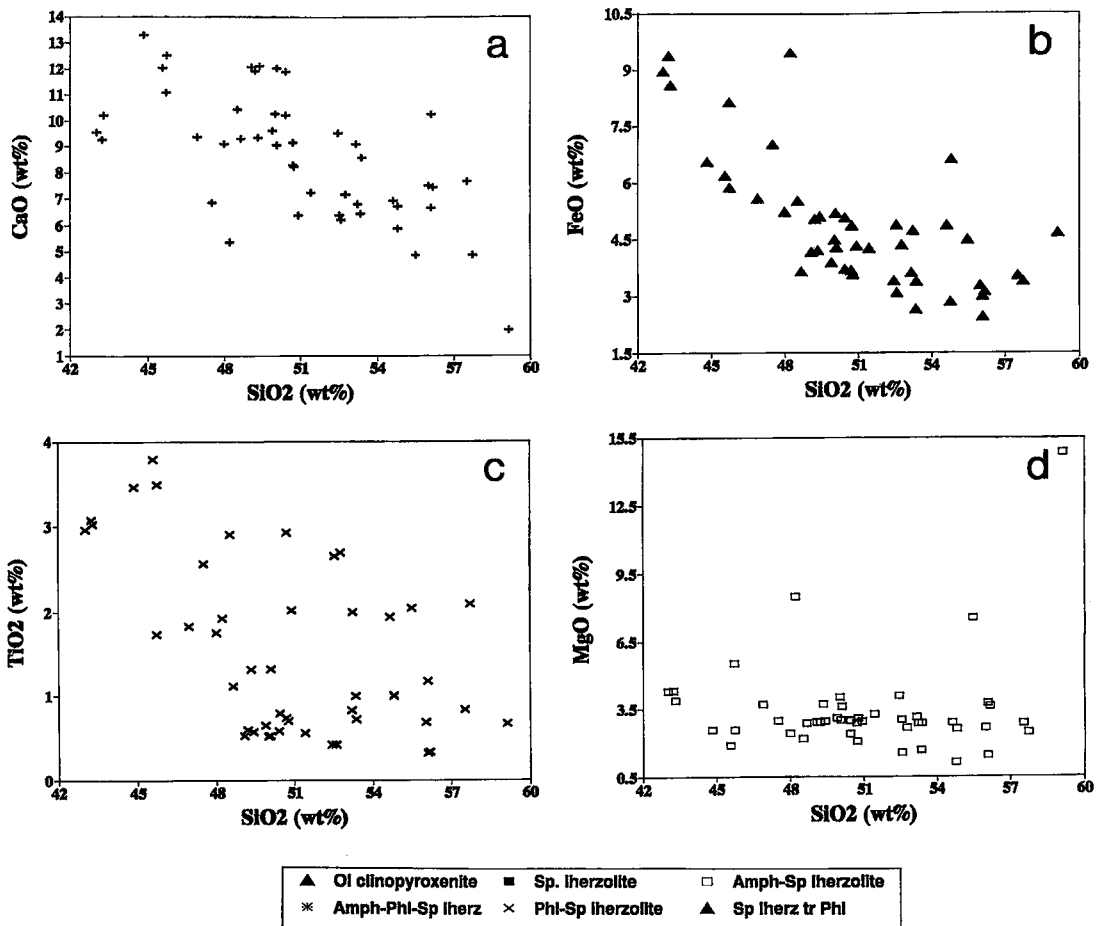 a
CaO (wt%)
14
13
12
11
10
9
8
7
6
5
4
3
2
1
42 45 48 51 54 57 60
SiO2 (wt%)
b
FeO (wt%)
10.5
9.5
7.5
6
4.5
3
1.5
42 45 48 51 54 57 60
SiO2 (wt%)
c
TiO2 (wt%)
4
3
2
1
0
42 45 48 51 54 57 60
SiO2 (wt%)
d
MgO (wt%)
15.5
12.5
9.5
6.5
3.5
0.5
42 45 48 51 54 57 60
SiO2 (wt%)
Ol clinopyroxenite Sp. lherzolite Amph-Sp lherzolite
Amph-Phl-Sp lherz Phl-Sp lherzolite Sp lherz tr Phl